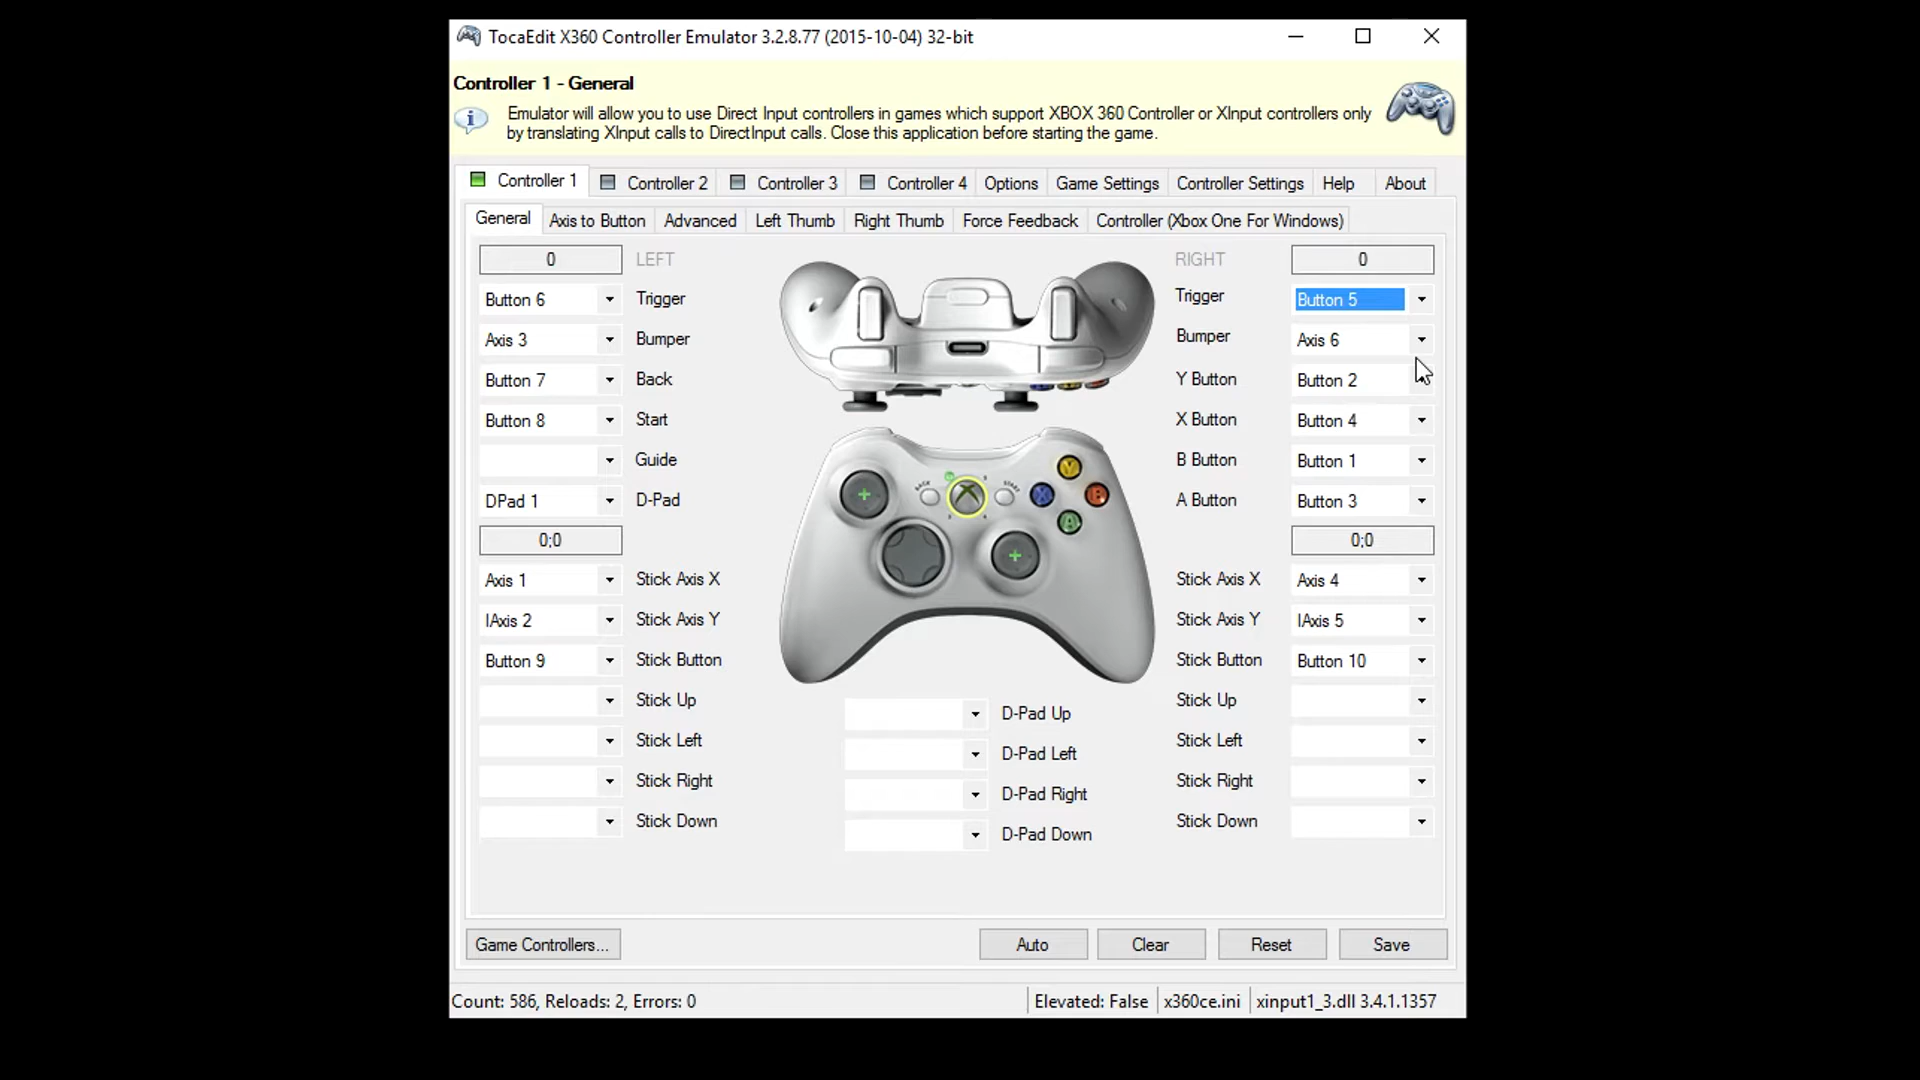 TocaEdit X360 Controller Emulator 3.2.8.77 (2015-10-04) 32-bit
Controller 1 - General
Emulator will allow you to use Direct Input controllers in games which support XBOX 360 Controller or XInput controllers only
by translating XInput calls to DirectInput calls. Close this application before starting the game.
Controller 1 Controller 2 Controller 3 Controller 4 Options Game Settings Controller Settings Help About
General Axis to Button Advanced Left Thumb Right Thumb Force Feedback Controller (Xbox One For Windows)
0 LEFT RIGHT 0
Button 6 Trigger Trigger Button 5
Axis 3 Bumper Bumper Axis 6
Button 7 Back Y Button Button 2
Button 8 Start X Button Button 4
Guide B Button Button 1
DPad 1 D-Pad A Button Button 3
BACK START
Y
X B
A
0;0 0;0
Axis 1 Stick Axis X Stick Axis X Axis 4
IAxis 2 Stick Axis Y Stick Axis Y IAxis 5
Button 9 Stick Button Stick Button Button 10
Stick Up D-Pad Up Stick Up
Stick Left D-Pad Left Stick Left
Stick Right D-Pad Right Stick Right
Stick Down D-Pad Down Stick Down
Game Controllers... Auto Clear Reset Save
Count: 586, Reloads: 2, Errors: 0 Elevated: False x360ce.ini xinput1_3.dll 3.4.1.1357